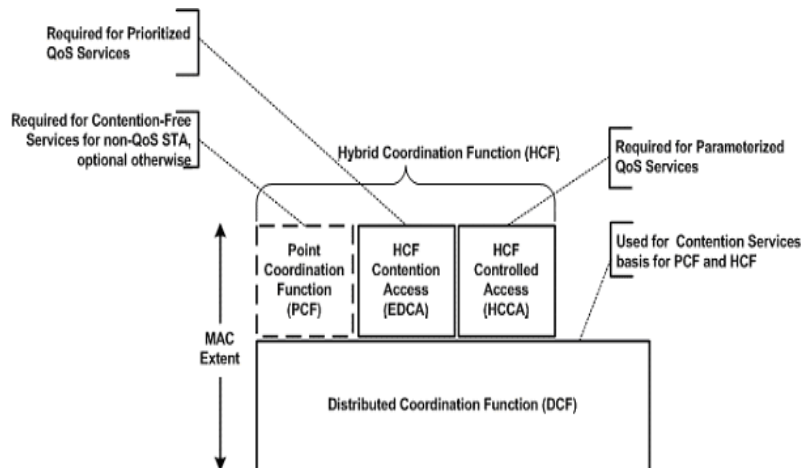 Required for Prioritized
QoS Services
Required for Contention-Free
Services for non-QoS STA,
optional otherwise
Hybrid Coordination Function (HCF)
Required for Parameterized
QoS Services
Used for Contention Services
basis for PCF and HCF
Point
Coordination
Function
(PCF)
HCF
Contention
Access
(EDCA)
HCF
Controlled
Access
(HCCA)
MAC
Extent
Distributed Coordination Function (DCF)